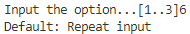 Input the option...[1..3]6
Default: Repeat input